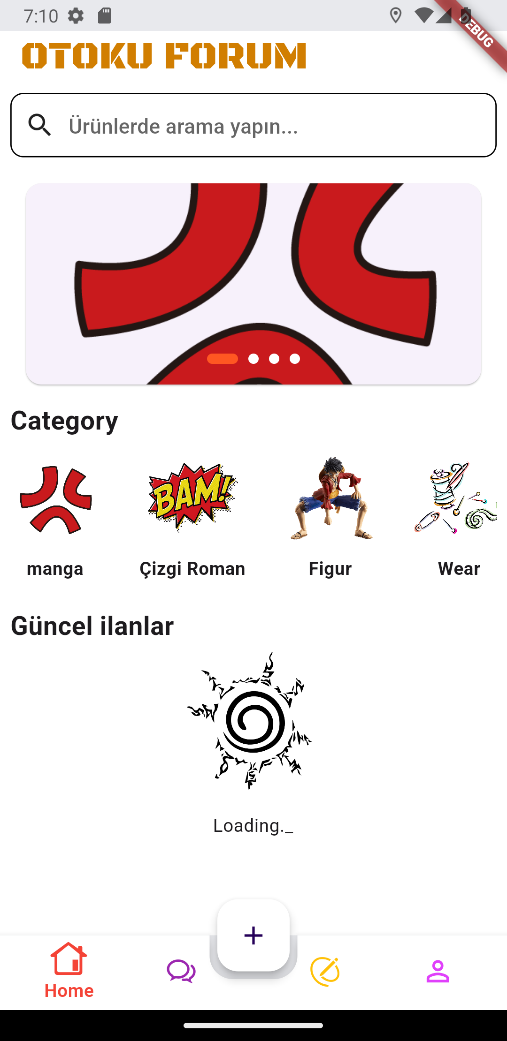 7:10
DEBUG
OTOKU FORUM
Ürünlerde arama yapın...
Category
BAM!
manga
Çizgi Roman
Figur
Wear
Güncel ilanlar
Loading._
+
Home